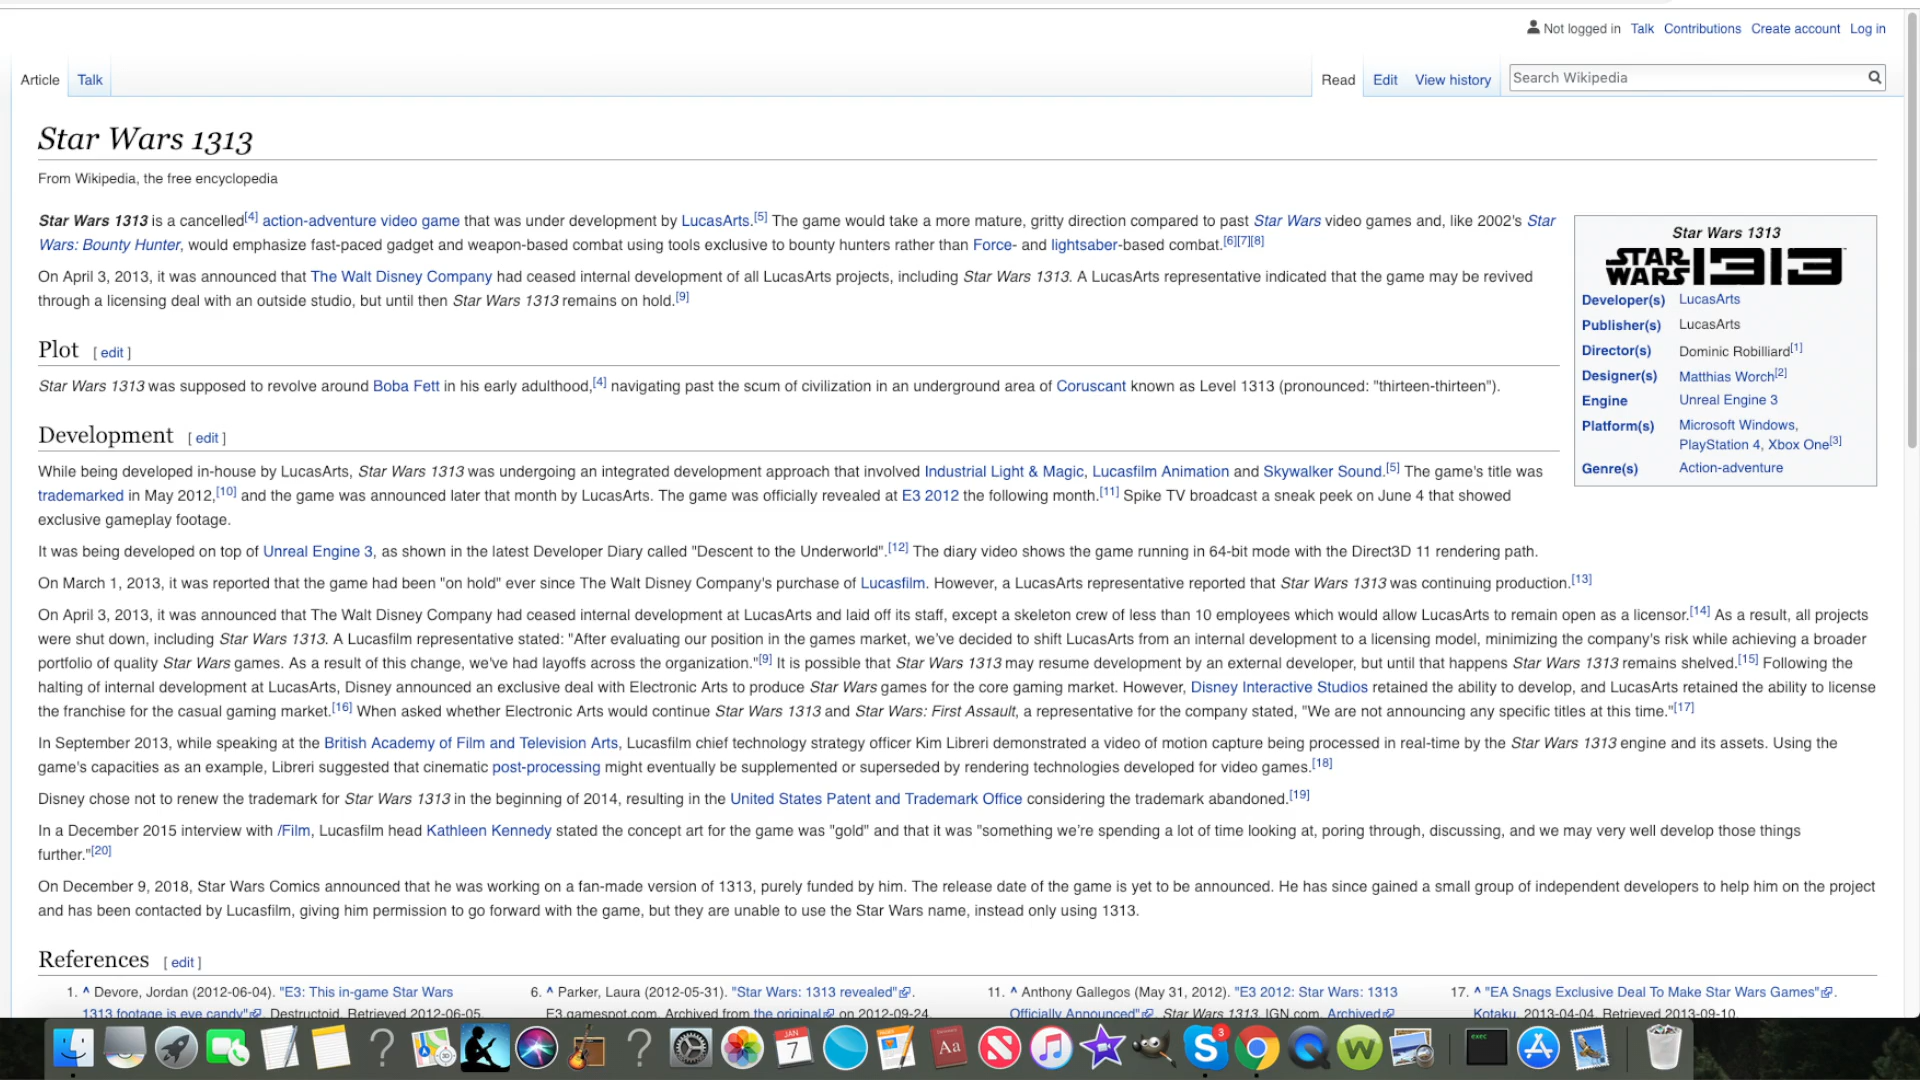 Not logged in Talk Contributions Create account Log in
Article Talk Read Edit View history Search Wikipedia
Star Wars 1313
From Wikipedia, the free encyclopedia
Star Wars 1313 is a cancelled[4] action-adventure video game that was under development by LucasArts.[5] The game would take a more mature, gritty direction compared to past Star Wars video games and, like 2002's Star
Wars: Bounty Hunter, would emphasize fast-paced gadget and weapon-based combat using tools exclusive to bounty hunters rather than Force- and lightsaber-based combat.[6][7][8]
On April 3, 2013, it was announced that The Walt Disney Company had ceased internal development of all LucasArts projects, including Star Wars 1313. A LucasArts representative indicated that the game may be revived
through a licensing deal with an outside studio, but until then Star Wars 1313 remains on hold.[9]
Star Wars 1313
STAR WARS 1313
Developer(s) LucasArts
Publisher(s) LucasArts
Director(s) Dominic Robilliard[1]
Designer(s) Matthias Worch[2]
Engine Unreal Engine 3
Platform(s) Microsoft Windows,
PlayStation 4, Xbox One[3]
Genre(s) Action-adventure
Plot [ edit ]
Star Wars 1313 was supposed to revolve around Boba Fett in his early adulthood,[4] navigating past the scum of civilization in an underground area of Coruscant known as Level 1313 (pronounced: "thirteen-thirteen").
Development [ edit ]
While being developed in-house by LucasArts, Star Wars 1313 was undergoing an integrated development approach that involved Industrial Light & Magic, Lucasfilm Animation and Skywalker Sound.[5] The game's title was
trademarked in May 2012,[10] and the game was announced later that month by LucasArts. The game was officially revealed at E3 2012 the following month.[11] Spike TV broadcast a sneak peek on June 4 that showed
exclusive gameplay footage.
It was being developed on top of Unreal Engine 3, as shown in the latest Developer Diary called "Descent to the Underworld".[12] The diary video shows the game running in 64-bit mode with the Direct3D 11 rendering path.
On March 1, 2013, it was reported that the game had been "on hold" ever since The Walt Disney Company's purchase of Lucasfilm. However, a LucasArts representative reported that Star Wars 1313 was continuing production.[13]
On April 3, 2013, it was announced that The Walt Disney Company had ceased internal development at LucasArts and laid off its staff, except a skeleton crew of less than 10 employees which would allow LucasArts to remain open as a licensor.[14] As a result, all projects
were shut down, including Star Wars 1313. A Lucasfilm representative stated: "After evaluating our position in the games market, we've decided to shift LucasArts from an internal development to a licensing model, minimizing the company's risk while achieving a broader
portfolio of quality Star Wars games. As a result of this change, we've had layoffs across the organization."[9] It is possible that Star Wars 1313 may resume development by an external developer, but until that happens Star Wars 1313 remains shelved.[15] Following the
halting of internal development at LucasArts, Disney announced an exclusive deal with Electronic Arts to produce Star Wars games for the core gaming market. However, Disney Interactive Studios retained the ability to develop, and LucasArts retained the ability to license
the franchise for the casual gaming market.[16] When asked whether Electronic Arts would continue Star Wars 1313 and Star Wars: First Assault, a representative for the company stated, "We are not announcing any specific titles at this time."[17]
In September 2013, while speaking at the British Academy of Film and Television Arts, Lucasfilm chief technology strategy officer Kim Libreri demonstrated a video of motion capture being processed in real-time by the Star Wars 1313 engine and its assets. Using the
game's capacities as an example, Libreri suggested that cinematic post-processing might eventually be supplemented or superseded by rendering technologies developed for video games.[18]
Disney chose not to renew the trademark for Star Wars 1313 in the beginning of 2014, resulting in the United States Patent and Trademark Office considering the trademark abandoned.[19]
In a December 2015 interview with /Film, Lucasfilm head Kathleen Kennedy stated the concept art for the game was "gold" and that it was "something we're spending a lot of time looking at, poring through, discussing, and we may very well develop those things
further."[20]
On December 9, 2018, Star Wars Comics announced that he was working on a fan-made version of 1313, purely funded by him. The release date of the game is yet to be announced. He has since gained a small group of independent developers to help him on the project
and has been contacted by Lucasfilm, giving him permission to go forward with the game, but they are unable to use the Star Wars name, instead only using 1313.
References [ edit ]
1. ^ Devore, Jordan (2012-06-04). "E3: This in-game Star Wars
1313 footage is eye candy". Destructoid. Retrieved 2012-06-05.
6. ^ Parker, Laura (2012-05-31). "Star Wars: 1313 revealed".
E3.gamespot.com. Archived from the original on 2012-09-24.
11. ^ Anthony Gallegos (May 31, 2012). "E3 2012: Star Wars: 1313
Officially Announced". Star Wars 1313. IGN.com. Archived
17. ^ "EA Snags Exclusive Deal To Make Star Wars Games".
Kotaku. 2013-04-04. Retrieved 2013-09-10.
? ? JAN 7 Aa N S 3 W exec